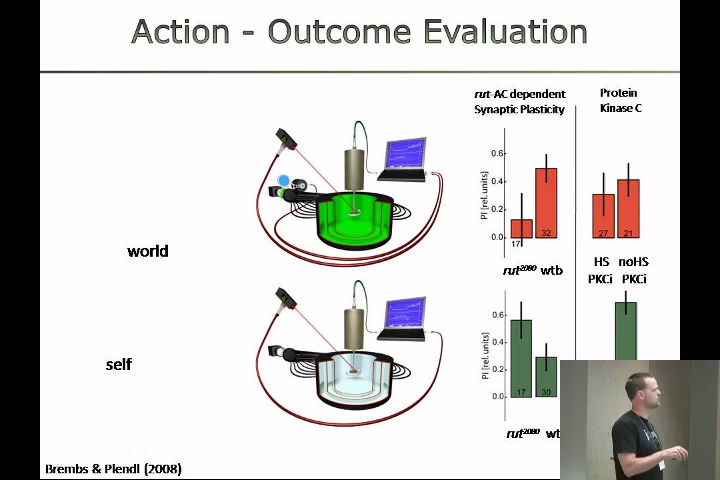 Action - Outcome Evaluation
rut-AC dependent
Synaptic Plasticity
Protein
Kinase C
world
PI [rel. units]
0.6
0.4
0.2
0.0
17
32
27
21
rut2080 wtb
HS noHS
PKCi PKCi
self
PI [rel. units]
0.6
0.4
0.2
0.0
17
30
rut2080 wt
Brembs & Plendl (2008)